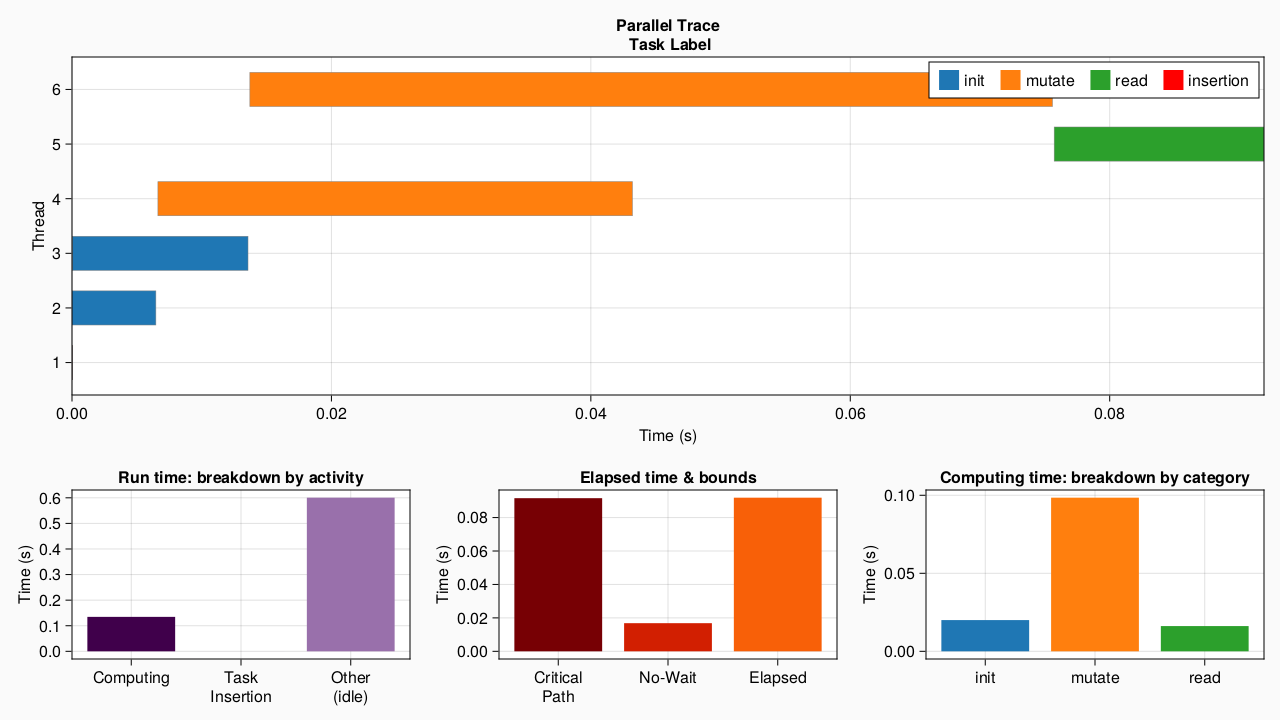 Parallel Trace
Task Label
init mutate read insertion
Thread
6
5
4
3
2
1
0.00 0.02 0.04 0.06 0.08
Time (s)
Run time: breakdown by activity
Time (s)
0.6
0.5
0.4
0.3
0.2
0.1
0.0
Computing Task Insertion Other (idle)
Elapsed time & bounds
Time (s)
0.08
0.06
0.04
0.02
0.00
Critical Path No-Wait Elapsed
Computing time: breakdown by category
Time (s)
0.10
0.05
0.00
init mutate read